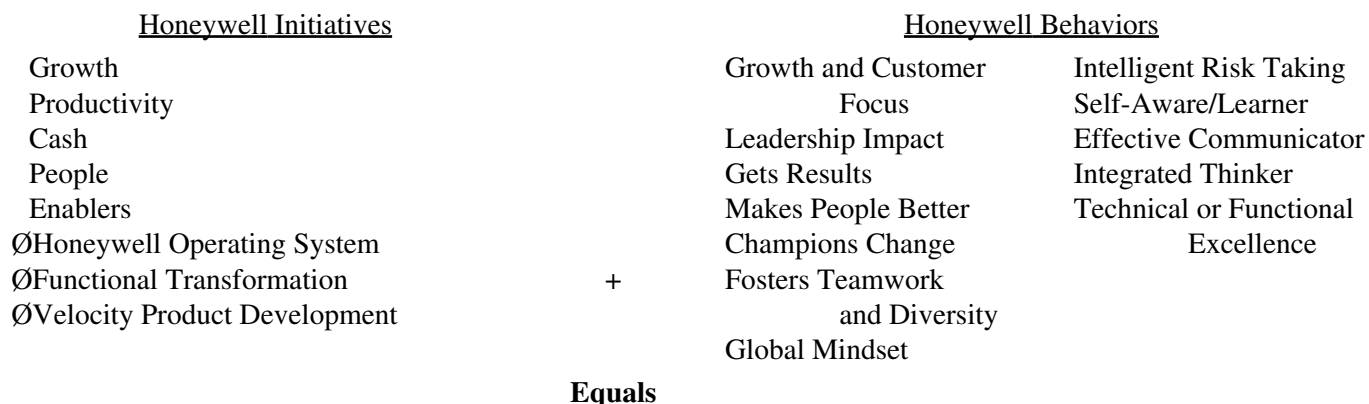 Honeywell Initiatives
Growth
Productivity
Cash
People
Enablers
ØHoneywell Operating System
ØFunctional Transformation
ØVelocity Product Development
+
Honeywell Behaviors
Growth and Customer
Focus
Leadership Impact
Gets Results
Makes People Better
Champions Change
Fosters Teamwork
and Diversity
Global Mindset
Intelligent Risk Taking
Self-Aware/Learner
Effective Communicator
Integrated Thinker
Technical or Functional
Excellence
Equals